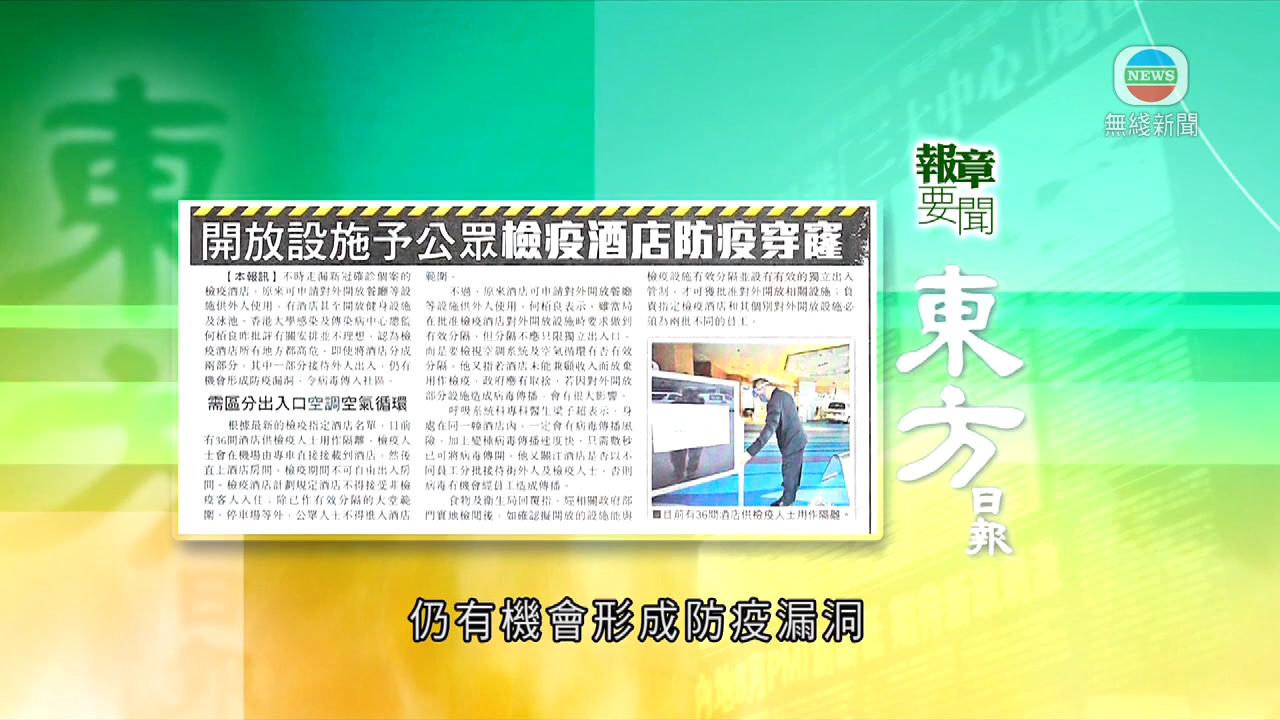 NEWS
無綫新聞
報章
要聞
東方
日報
開放設施予公眾檢疫酒店防疫穿窿
【本報訊】不時走漏新冠確診個案的
檢疫酒店，原來可申請對外開放餐廳等設
施供外人使用，有酒店甚至開放健身設施
及泳池。香港大學感染及傳染病中心總監
何栢良昨批評有關安排並不理想，認為檢
疫酒店所有地方都高危，即使將酒店分成
兩部分，其中一部分接待外人出入，仍有
機會形成防疫漏洞，令病毒傳入社區。
需區分出入口空調空氣循環
根據最新的檢疫指定酒店名單，目前
有36間酒店供檢疫人士用作隔離，檢疫人
士會在機場由專車直接接載到酒店，然後
直上酒店房間，檢疫期間不可自由出入房
間。檢疫酒店計劃規定酒店不得接受非檢
疫客人入住，除已作有效分隔的大堂範
圍、停車場等外，公眾人士不得進入酒店
範圍。
不過，原來酒店可申請對外開放餐廳
等設施供外人使用，何栢良表示，雖當局
在批准檢疫酒店對外開放設施時要求做到
有效分隔，但分隔不應只限獨立出入口，
而是要檢視空調系統及空氣循環有否有效
分隔。他又指若酒店未能兼顧收入而放棄
用作檢疫，政府應有取捨，若因對外開放
部分設施造成病毒傳播，會有很大影響。
呼吸系統科專科醫生梁子超表示，身
處在同一幢酒店內，一定會有病毒傳播風
險，加上變種病毒傳播速度快，只需數秒
已可將病毒傳開。他又關注酒店是否以不
同員工分批接待街外人及檢疫人士，否則
病毒有機會經員工造成傳播。
食物及衞生局回覆指，經相關政府部
門實地檢閱後，如確認擬開放的設施能與
檢疫設施有效分隔並設有有效的獨立出入
管制，才可獲批准對外開放相關設施；負
責指定檢疫酒店和其個別對外開放設施必
須為兩批不同的員工。
目前有36間酒店供檢疫人士用作隔離。
仍有機會形成防疫漏洞